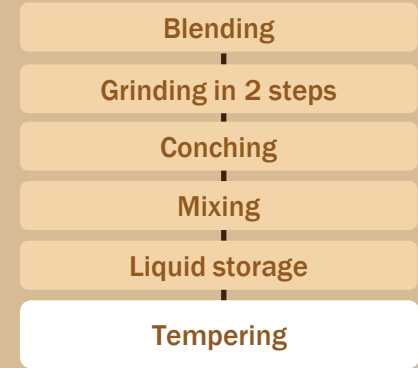 Blending
Grinding in 2 steps
Conching
Mixing
Liquid storage
Tempering